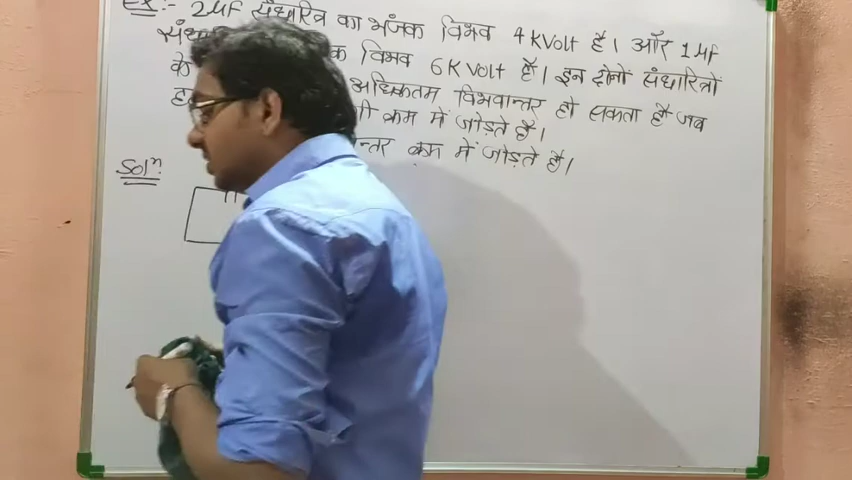 Ex:- 2μF संधारित्र का भंजक विभव 4 KVolt है। और 1μF
विभव 6 K Volt है। इन दोनों संधारित्रों
के अधिकतम विभवान्तर हो सकता है जब
क्रम में जोड़ते हैं।
न्तर क्रम में जोड़ते है।
Solⁿ